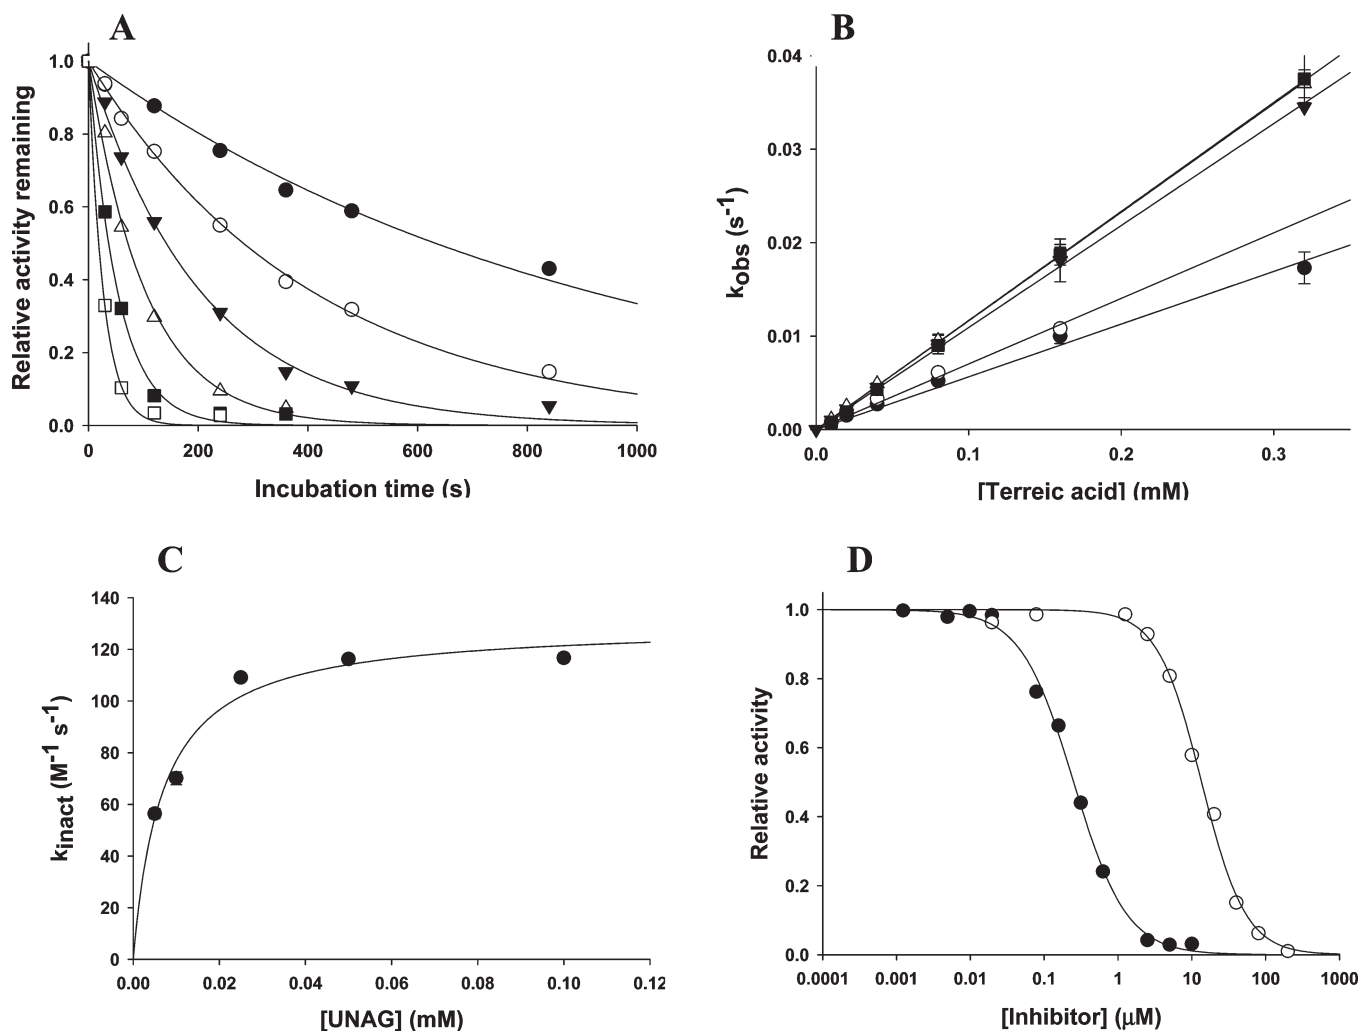 A
Relative activity remaining
1.0
0.8
0.6
0.4
0.2
0.0
0 200 400 600 800 1000
Incubation time (s)
B
kobs (s-1)
0.04
0.03
0.02
0.01
0.00
0.0 0.1 0.2 0.3
[Terreic acid] (mM)
C
kinact (M-1 s-1)
140
120
100
80
60
40
20
0
0.00 0.02 0.04 0.06 0.08 0.10 0.12
[UNAG] (mM)
D
Relative activity
1.0
0.8
0.6
0.4
0.2
0.0
0.0001 0.001 0.01 0.1 1 10 100 1000
[Inhibitor] (µM)